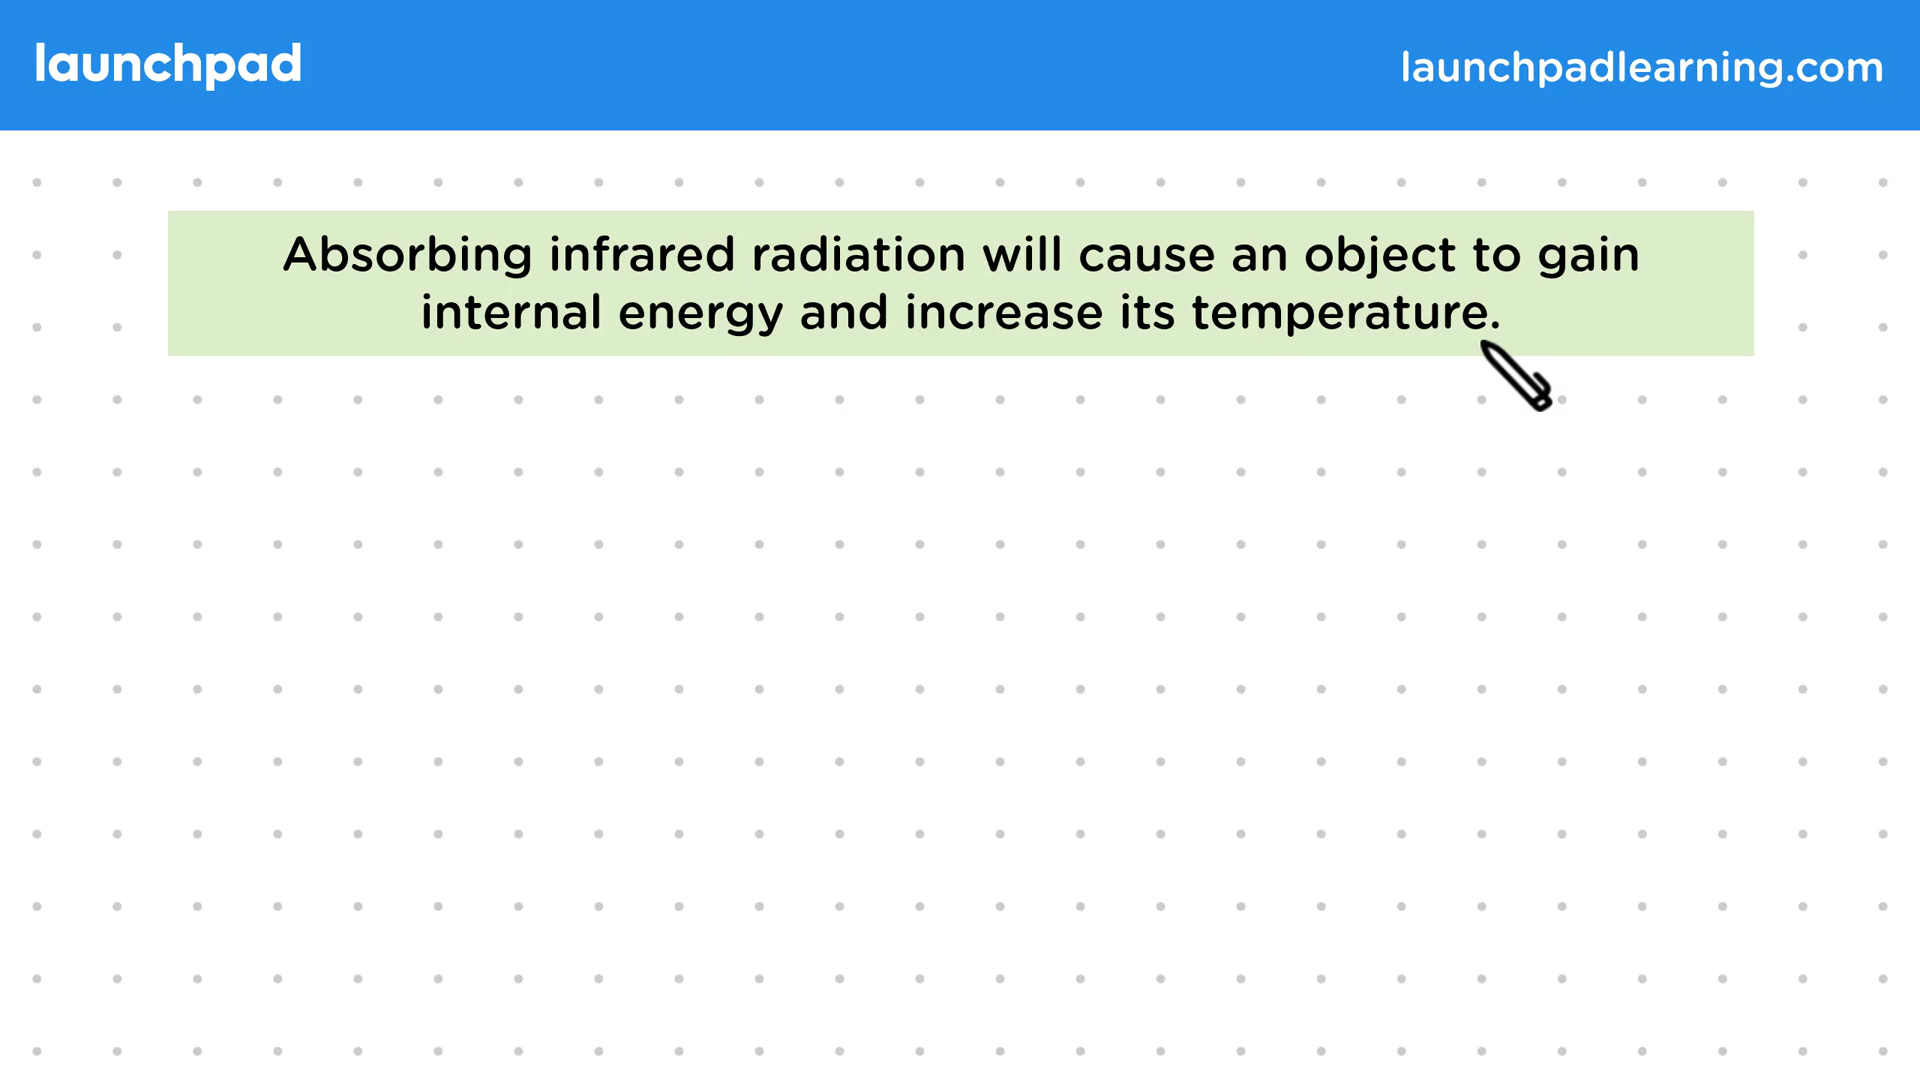 launchpad
launchpadlearning.com
Absorbing infrared radiation will cause an object to gain
internal energy and increase its temperature.